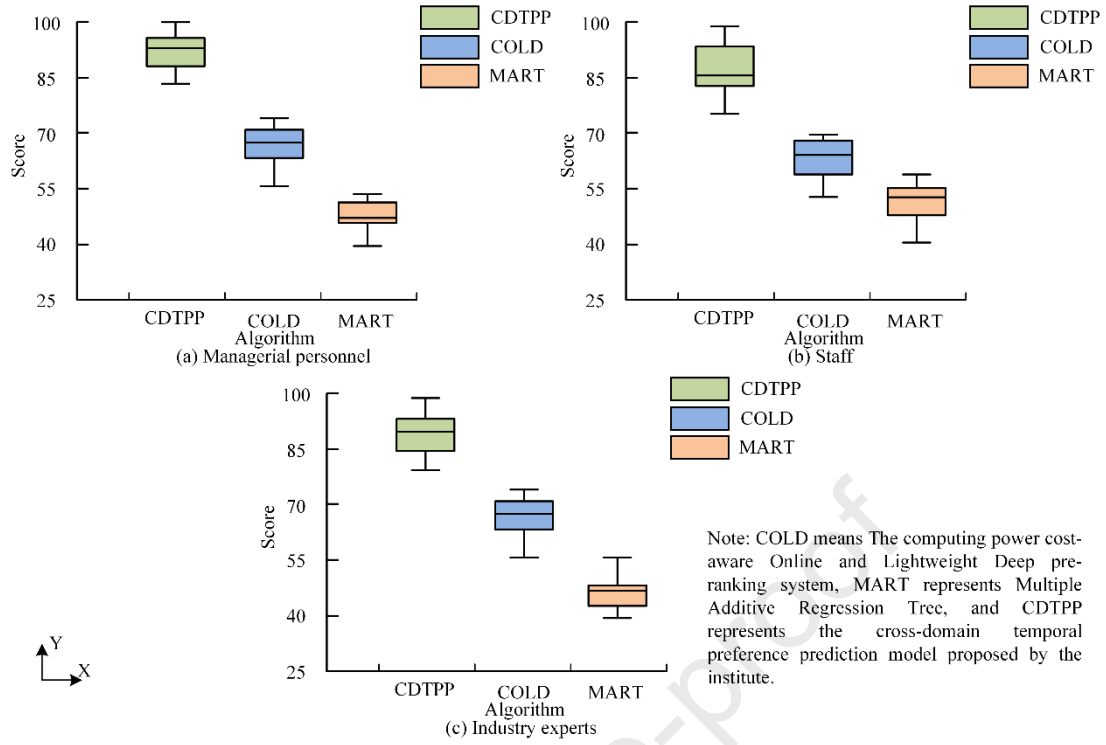 100
85
70
55
40
25
Score
CDTPP
COLD
MART
CDTPP
COLD
MART
Algorithm
(a) Managerial personnel
100
85
70
55
40
25
Score
CDTPP
COLD
MART
CDTPP
COLD
MART
Algorithm
(b) Staff
100
85
70
55
40
25
Score
CDTPP
COLD
MART
CDTPP
COLD
MART
Algorithm
(c) Industry experts
Y
X
Note: COLD means The computing power cost-
aware Online and Lightweight Deep pre-
ranking system, MART represents Multiple
Additive Regression Tree, and CDTPP
represents the cross-domain temporal
preference prediction model proposed by the
institute.